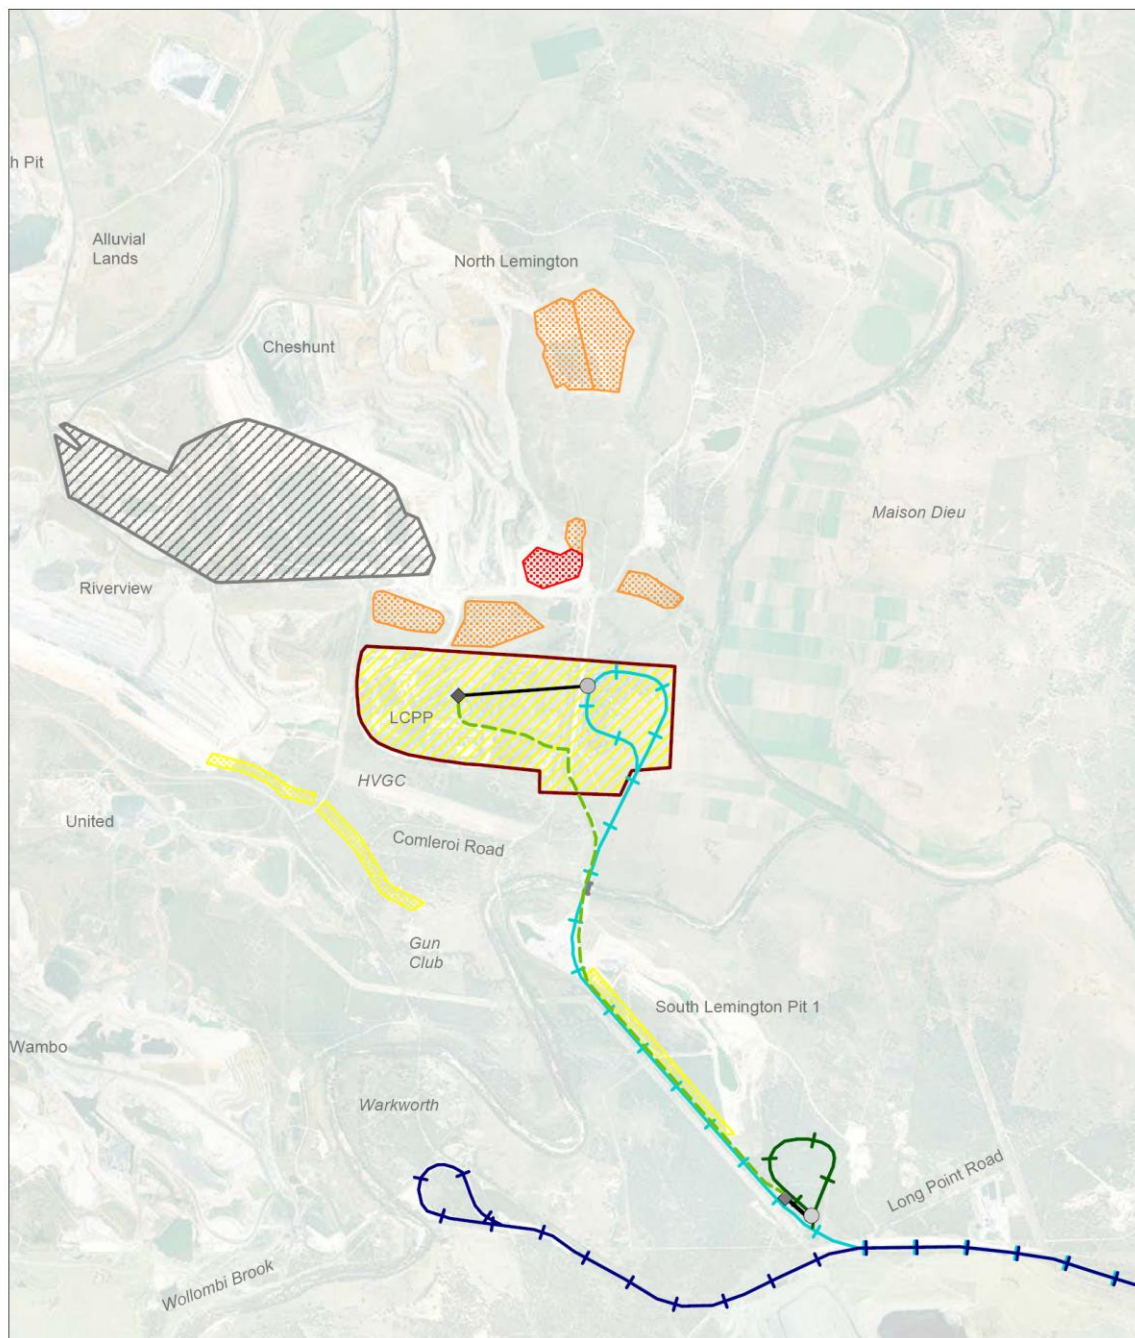 h Pit
Alluvial
Lands
North Lemington
Cheshunt
Maison Dieu
Riverview
LCPP
HVGC
United
Comleroi Road
Gun
Club
South Lemington Pit 1
Wambo
Warkworth
Long Point Road
Wollombi Brook